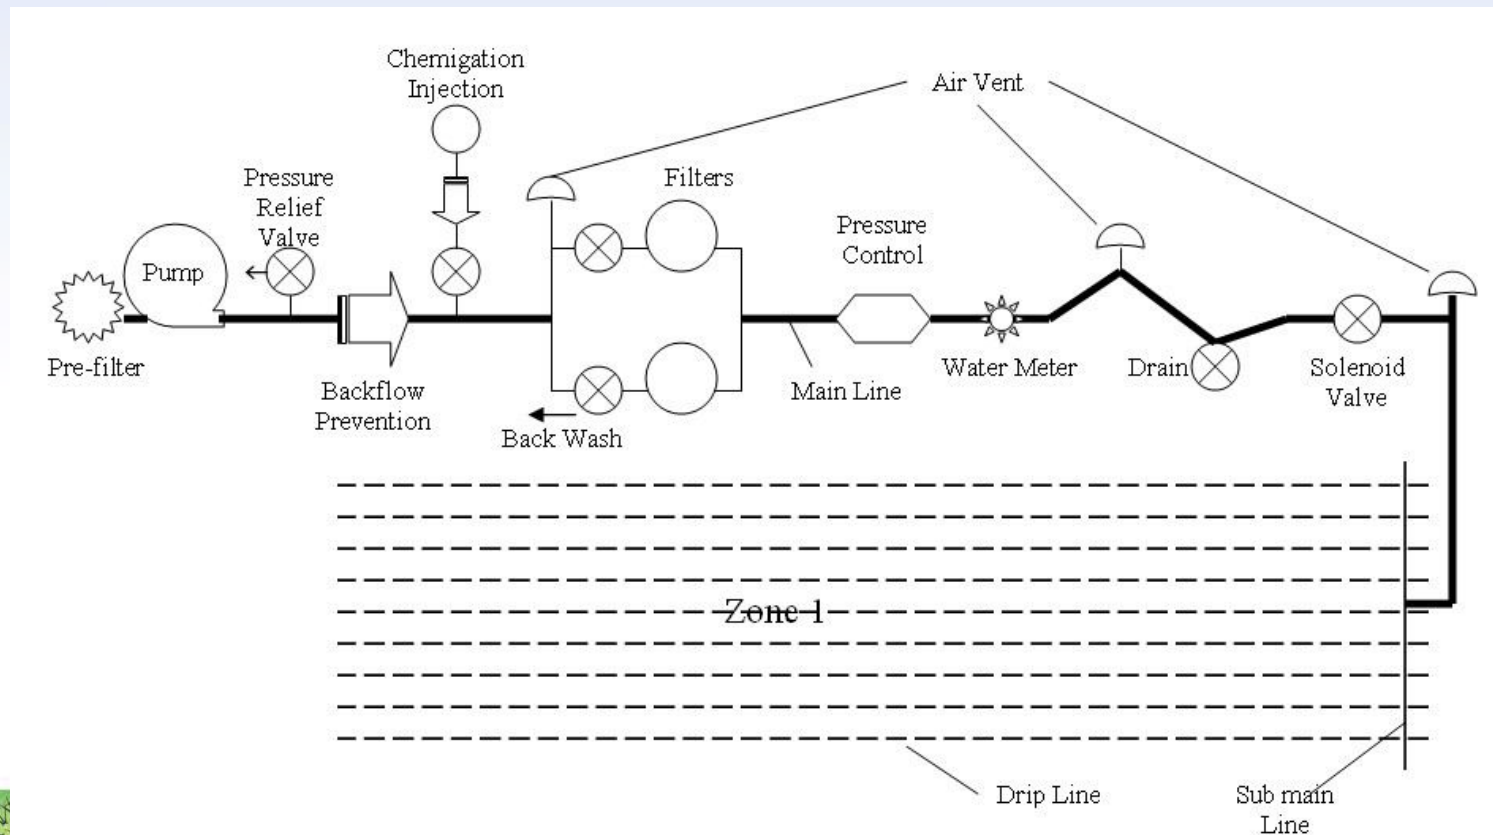 Chemigation
Injection
Air Vent
Pressure
Relief
Valve
Filters
Pressure
Control
Pump
Pre-filter
Backflow
Prevention
Back Wash
Main Line
Water Meter
Drain
Solenoid
Valve
Zone 1
Drip Line
Sub main
Line